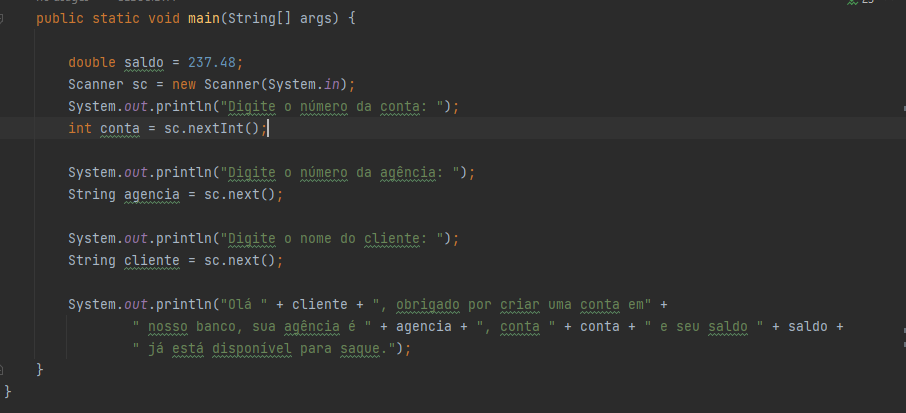 public static void main(String[] args) {
double saldo = 237.48;
Scanner sc = new Scanner(System.in);
System.out.println("Digite o número da conta: ");
int conta = sc.nextInt();
System.out.println("Digite o número da agência: ");
String agencia = sc.next();
System.out.println("Digite o nome do cliente: ");
String cliente = sc.next();
System.out.println("Olá " + cliente + ", obrigado por criar uma conta em" +
" nosso banco, sua agência é " + agencia + ", conta " + conta + " e seu saldo " + saldo +
" já está disponivel para saque.");
}
}